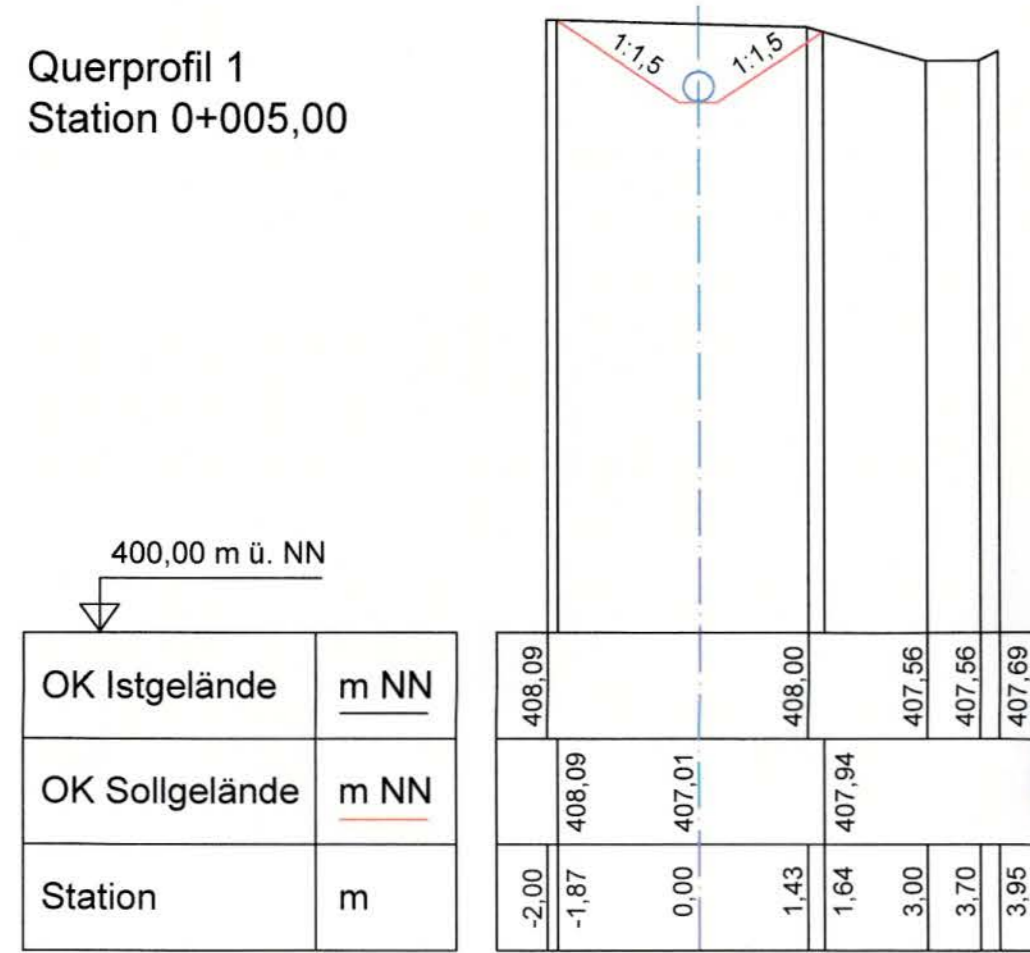 Querprofil 1
Station 0+005,00
1:1,5 1:1,5
400,00 m ü. NN
OK Istgelände m NN 408,09 408,00 407,56 407,56 407,69
OK Sollgelände m NN 408,09 407,01 407,94
Station m -2,00 -1,87 0,00 1,43 1,64 3,00 3,70 3,95